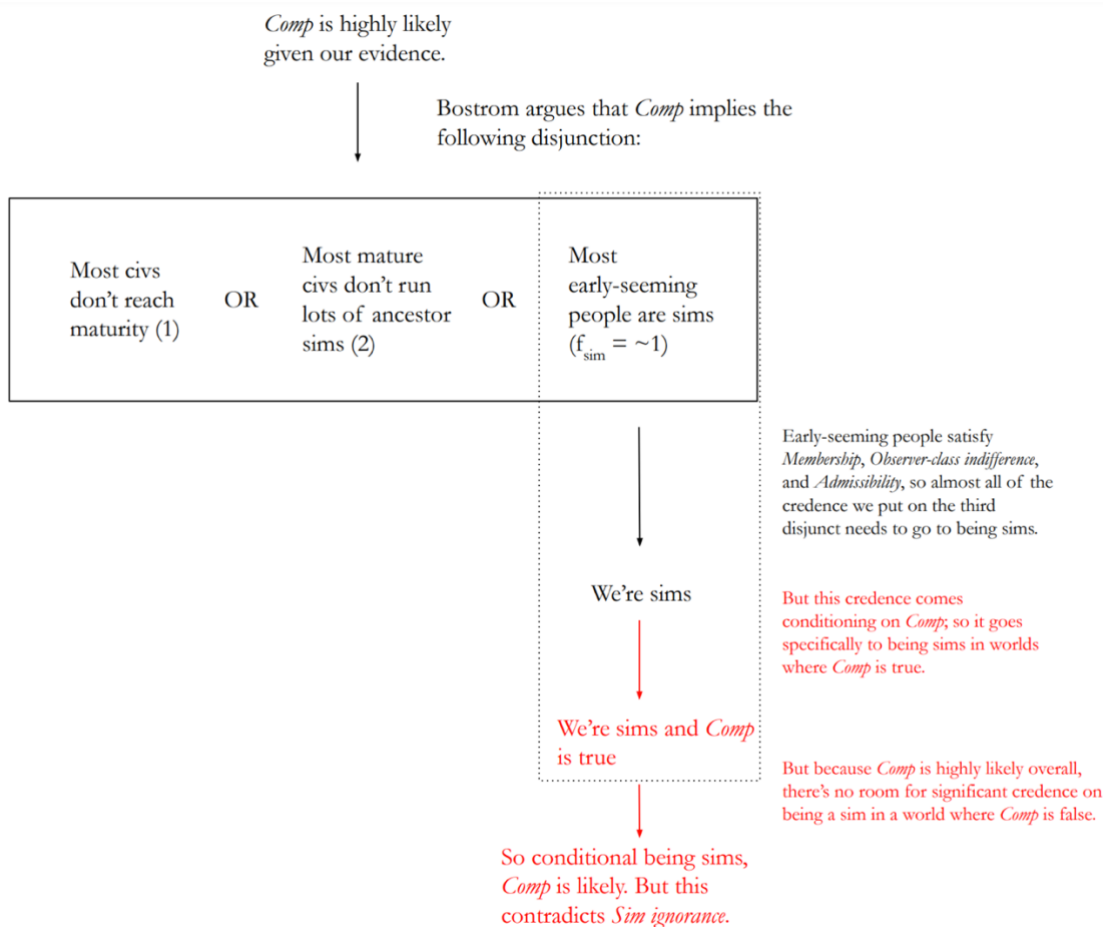 Comp is highly likely
given our evidence.
Bostrom argues that Comp implies the
following disjunction:
Most civs
don't reach
maturity (1)
OR
Most mature
civs don't run
lots of ancestor
sims (2)
OR
Most
early-seeming
people are sims
(fsim = ~1)
Early-seeming people satisfy
Membership, Observer-class indifference,
and Admissibility, so almost all of the
credence we put on the third
disjunct needs to go to being sims.
We're sims
But this credence comes
conditioning on Comp; so it goes
specifically to being sims in worlds
where Comp is true.
We're sims and Comp
is true
But because Comp is highly likely overall,
there's no room for significant credence on
being a sim in a world where Comp is false.
So conditional being sims,
Comp is likely. But this
contradicts Sim ignorance.